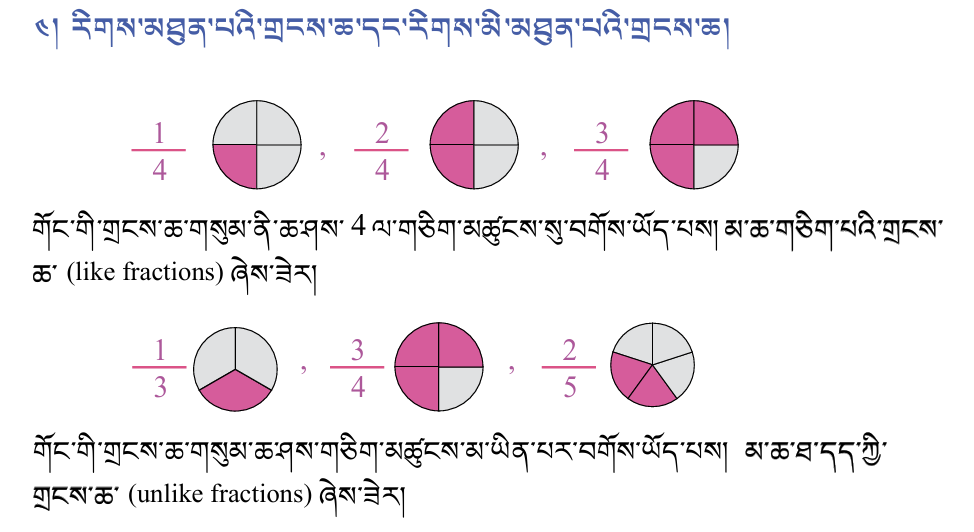 ༤། རིགས་མཐུན་པའི་གྲངས་ཆ་དང་རིགས་མི་མཐུན་པའི་གྲངས་ཆ།
1/4 , 2/4 , 3/4
གོང་གི་གྲངས་ཆ་གསུམ་ནི་ཆ་ཤས་ 4 ལ་གཅིག་མཚུངས་སུ་བགོས་ཡོད་པས། མ་ཆ་གཅིག་པའི་གྲངས་
ཆ་ (like fractions) ཞེས་ཟེར།
1/3 , 3/4 , 2/5
གོང་གི་གྲངས་ཆ་གསུམ་ཆ་ཤས་གཅིག་མཚུངས་མ་ཡིན་པར་བགོས་ཡོད་པས། མ་ཆ་ཐ་དད་ཀྱི་
གྲངས་ཆ་ (unlike fractions) ཞེས་ཟེར།